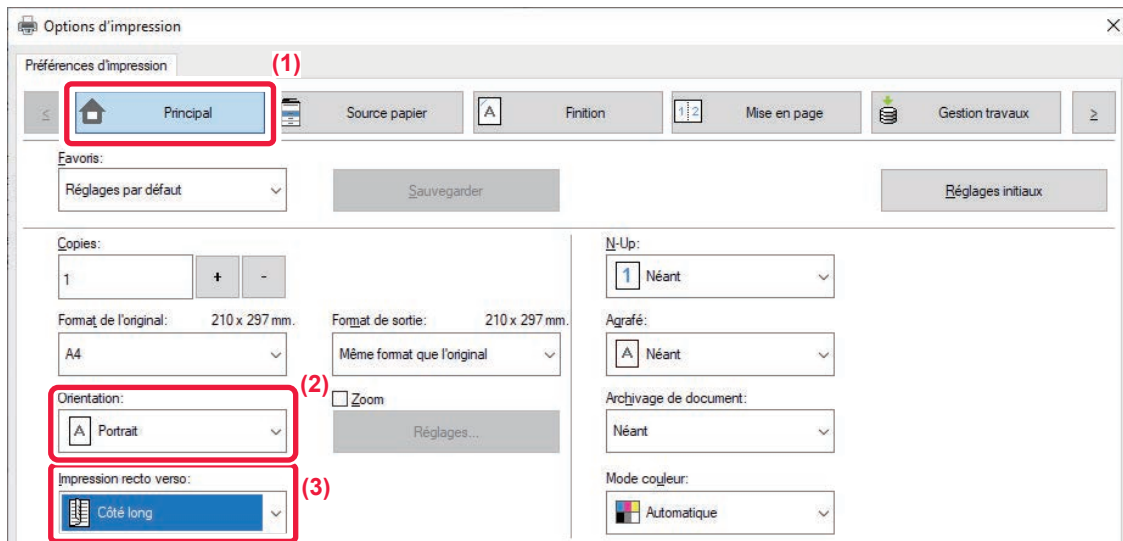 Options d'impression
Préférences d'impression
(1)
<
Principal
Source papier
A
Finition
1 2
Mise en page
Gestion travaux
>
Favoris:
Réglages par défaut
Sauvegarder
Réglages initiaux
Copies:
1
+
-
N-Up:
1 Néant
Format de l'original: 210 x 297 mm.
A4
Format de sortie: 210 x 297 mm.
Même format que l'original
Agrafé:
A Néant
(2)
Orientation:
A Portrait
Zoom
Réglages...
Archivage de document:
Néant
(3)
Impression recto verso:
Côté long
Mode couleur:
Automatique